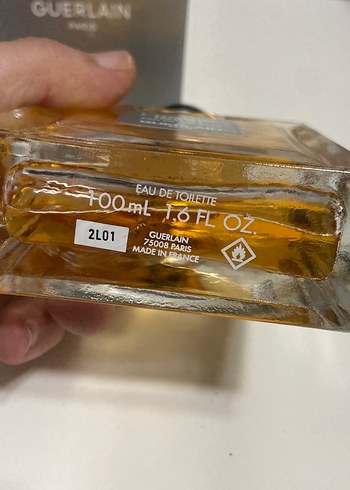 GUERLAIN
PARIS
EAU DE TOILETTE
100mL 1.6 FL OZ.
2L01
GUERLAIN
75008 PARIS
MADE IN FRANCE